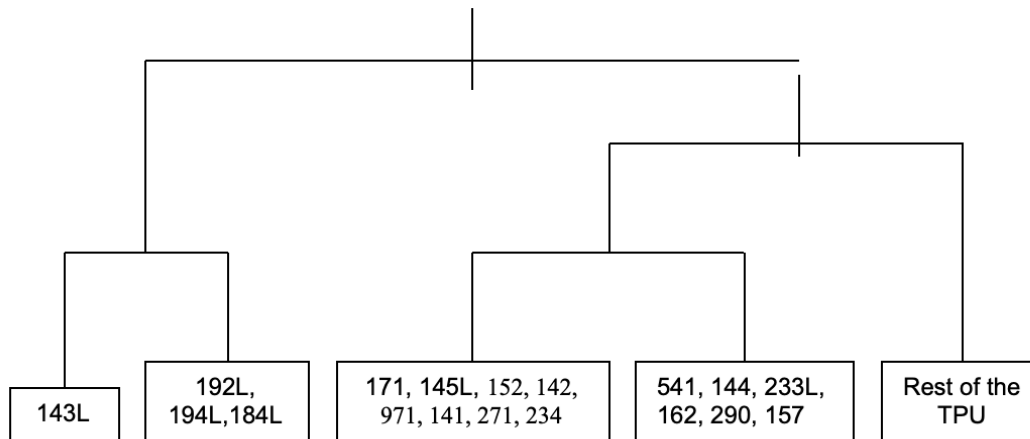 143L
192L,
194L,184L
171, 145L, 152, 142,
971, 141, 271, 234
541, 144, 233L,
162, 290, 157
Rest of the
TPU